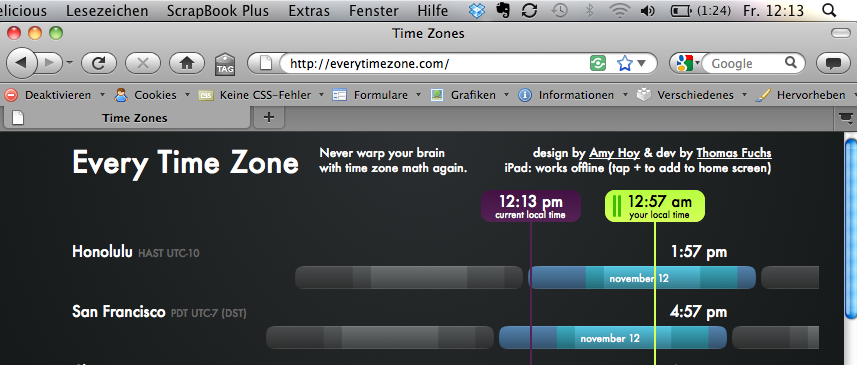 elicious Lesezeichen ScrapBook Plus Extras Fenster Hilfe (1:24) Fr. 12:13
Time Zones
TAG http://everytimezone.com/ Google
Deaktivieren Cookies CSS Keine CSS-Fehler Formulare Grafiken Informationen Verschiedenes Hervorheben
Time Zones
Every Time Zone
Never warp your brain
with time zone math again.
design by Amy Hoy & dev by Thomas Fuchs
iPad: works offline (tap + to add to home screen)
12:13 pm
current local time
12:57 am
your local time
Honolulu HAST UTC-10 1:57 pm
november 12
San Francisco PDT UTC-7 (DST) 4:57 pm
november 12